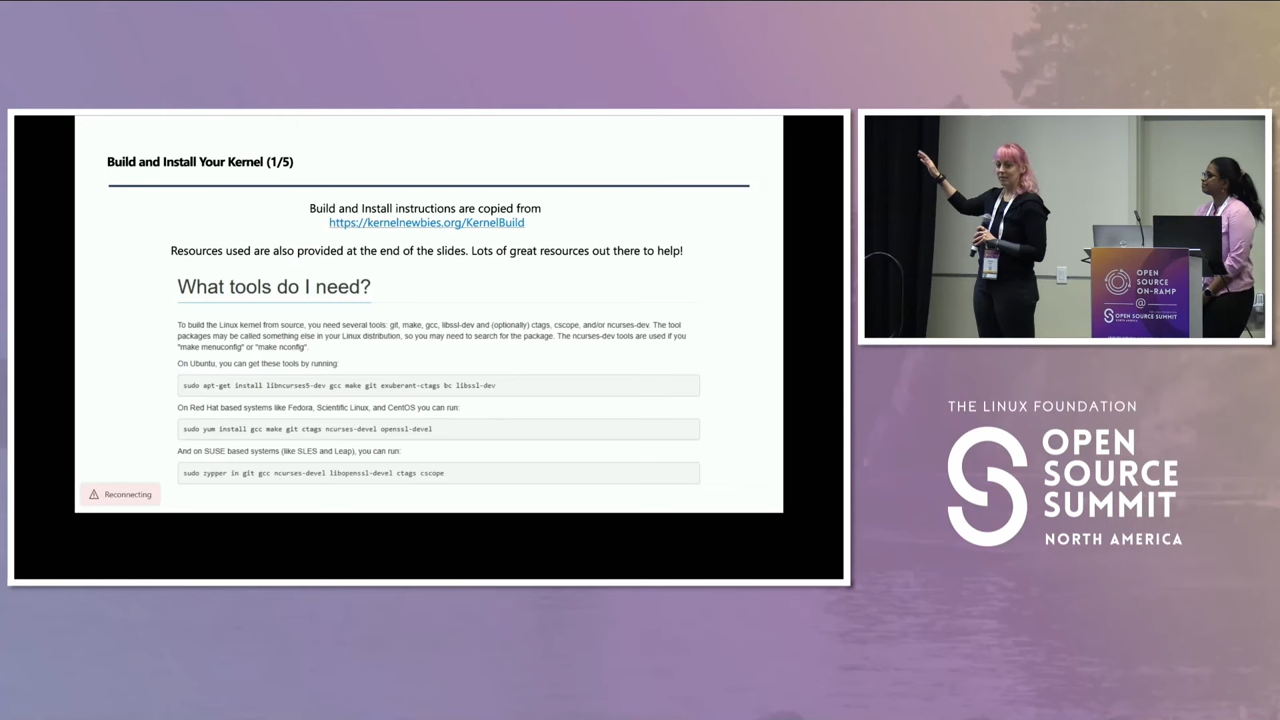 Build and Install Your Kernel (1/5)
Build and Install instructions are copied from
https://kernelnewbies.org/KernelBuild
Resources used are also provided at the end of the slides. Lots of great resources out there to help!
What tools do I need?
To build the Linux kernel from source, you need several tools: git, make, gcc, libssl-dev and (optionally) ctags, cscope, and/or ncurses-dev. The tool
packages may be called something else in your Linux distribution, so you may need to search for the package. The ncurses-dev tools are used if you
"make menuconfig" or "make nconfig".
On Ubuntu, you can get these tools by running:
sudo apt-get install libncurses5-dev gcc make git exuberant-ctags bc libssl-dev
On Red Hat based systems like Fedora, Scientific Linux, and CentOS you can run:
sudo yum install gcc make git ctags ncurses-devel openssl-devel
And on SUSE based systems (like SLES and Leap), you can run:
sudo zypper in git gcc ncurses-devel libopenssl-devel ctags cscope
Reconnecting
OPEN
SOURCE
ON-RAMP
@
OPEN SOURCE SUMMIT
NORTH AMERICA
THE LINUX FOUNDATION
OPEN
SOURCE
SUMMIT
NORTH AMERICA